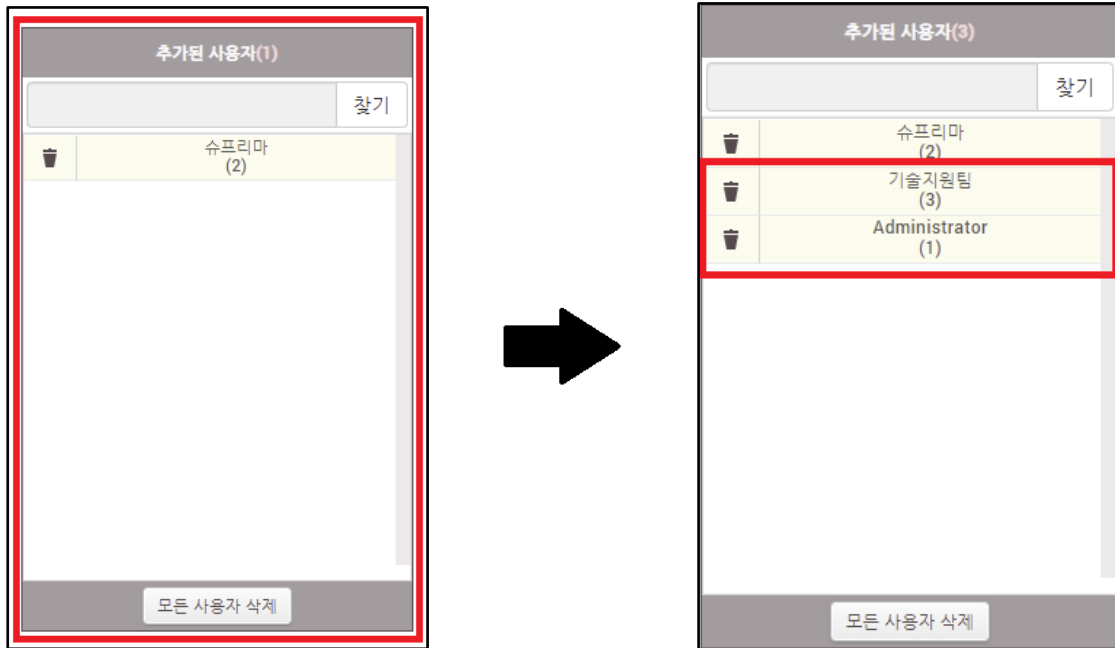 추가된 사용자(1)
찾기
슈프리마
(2)
모든 사용자 삭제
추가된 사용자(3)
찾기
슈프리마
(2)
기술지원팀
(3)
Administrator
(1)
모든 사용자 삭제